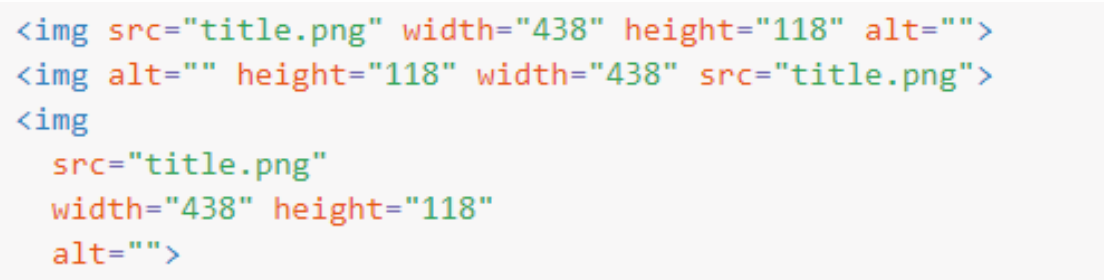 <img src="title.png" width="438" height="118" alt="">
<img alt="" height="118" width="438" src="title.png">
<img
  src="title.png"
  width="438" height="118"
  alt="">